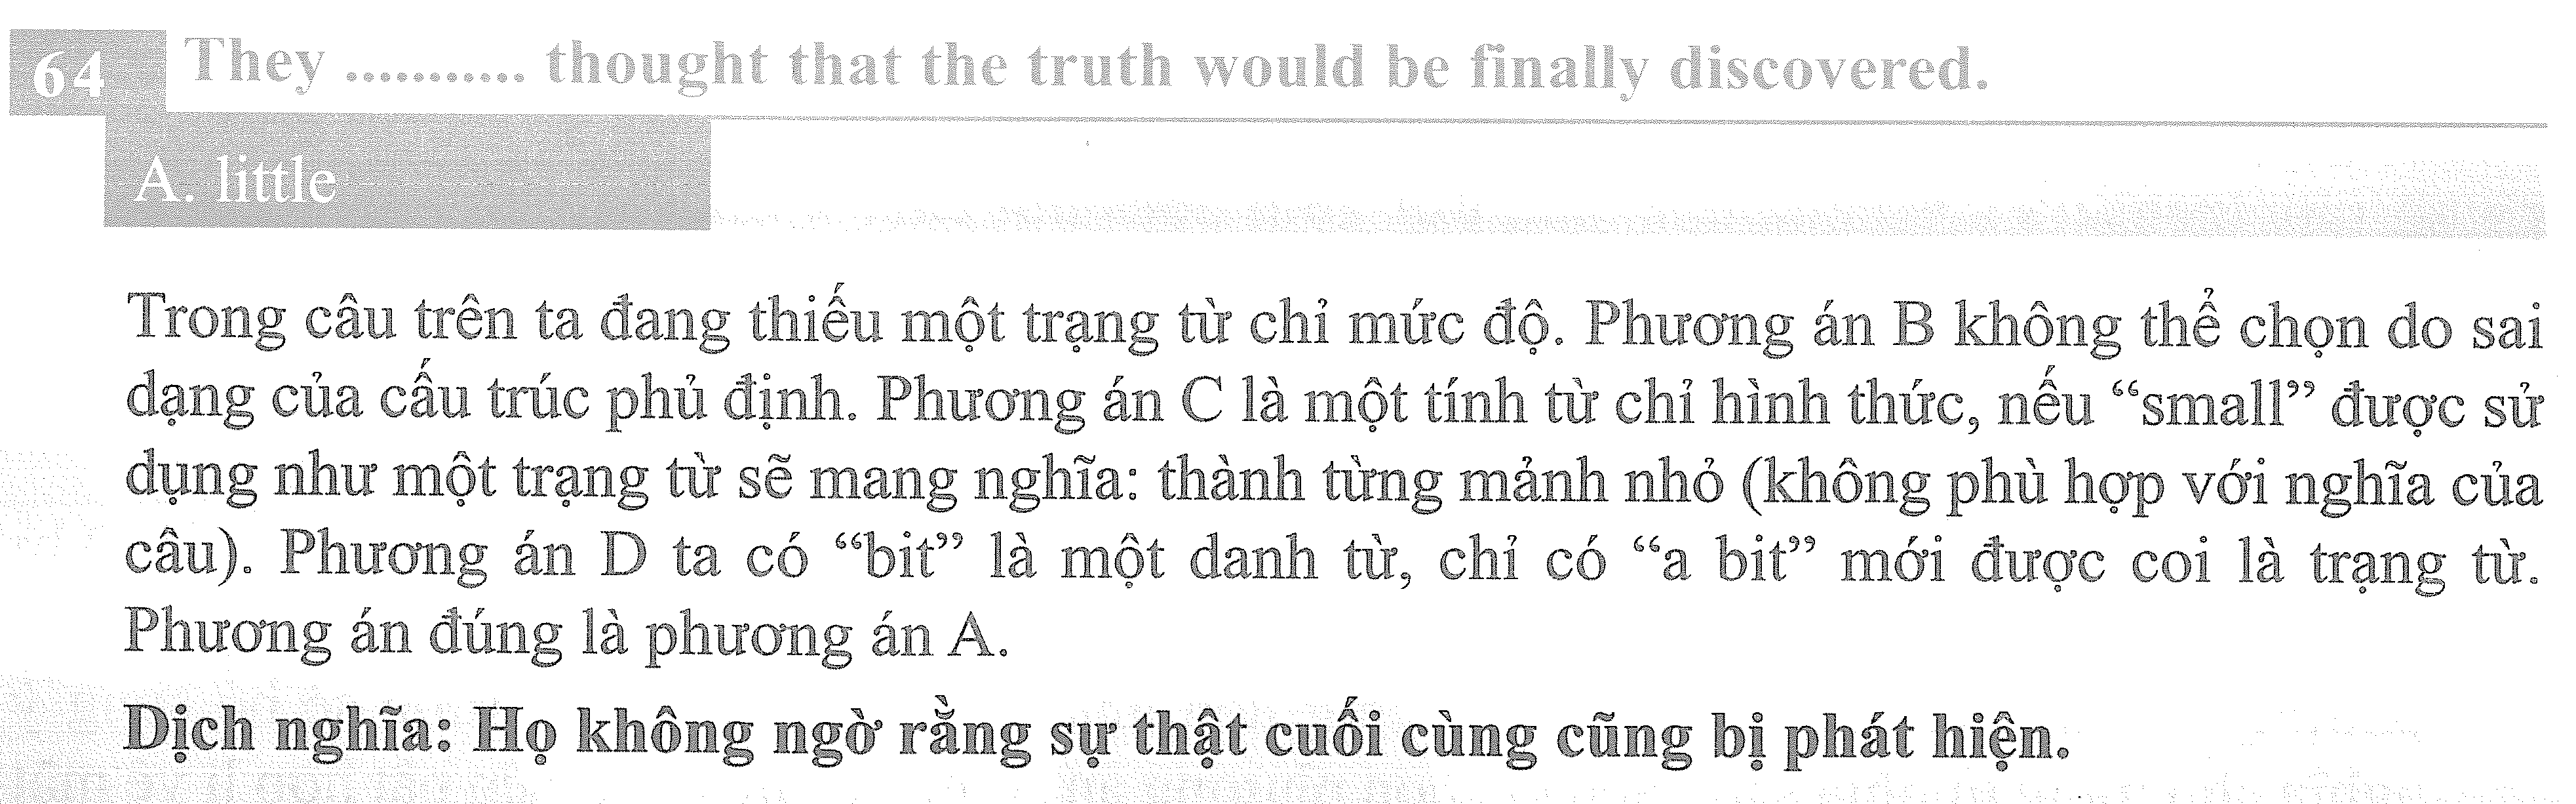 64 They ........... thought that the truth would be finally discovered.
A. little
Trong câu trên ta đang thiếu một trạng từ chỉ mức độ. Phương án B không thể chọn do sai
dạng của cấu trúc phủ định. Phương án C là một tính từ chỉ hình thức, nếu “small” được sử
dụng như một trạng từ sẽ mang nghĩa: thành từng mảnh nhỏ (không phù hợp với nghĩa của
câu). Phương án D ta có “bit” là một danh từ, chỉ có “a bit” mới được coi là trạng từ.
Phương án đúng là phương án A.
Dịch nghĩa: Họ không ngờ rằng sự thật cuối cùng cũng bị phát hiện.